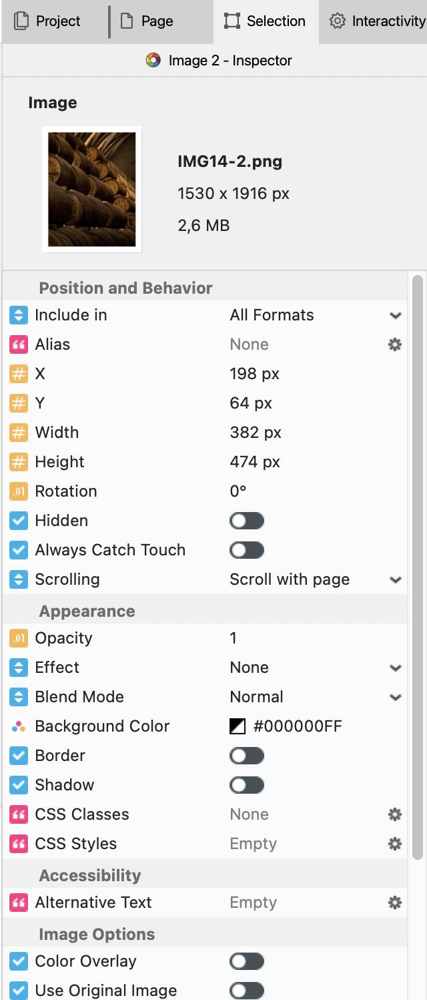 Project Page Selection Interactivity
Image 2 - Inspector
Image
IMG14-2.png
1530 x 1916 px
2,6 MB
Position and Behavior
Include in All Formats
Alias None
X 198 px
Y 64 px
Width 382 px
Height 474 px
.01 Rotation 0°
Hidden
Always Catch Touch
Scrolling Scroll with page
Appearance
.01 Opacity 1
Effect None
Blend Mode Normal
Background Color #000000FF
Border
Shadow
CSS Classes None
CSS Styles Empty
Accessibility
Alternative Text Empty
Image Options
Color Overlay
Use Original Image